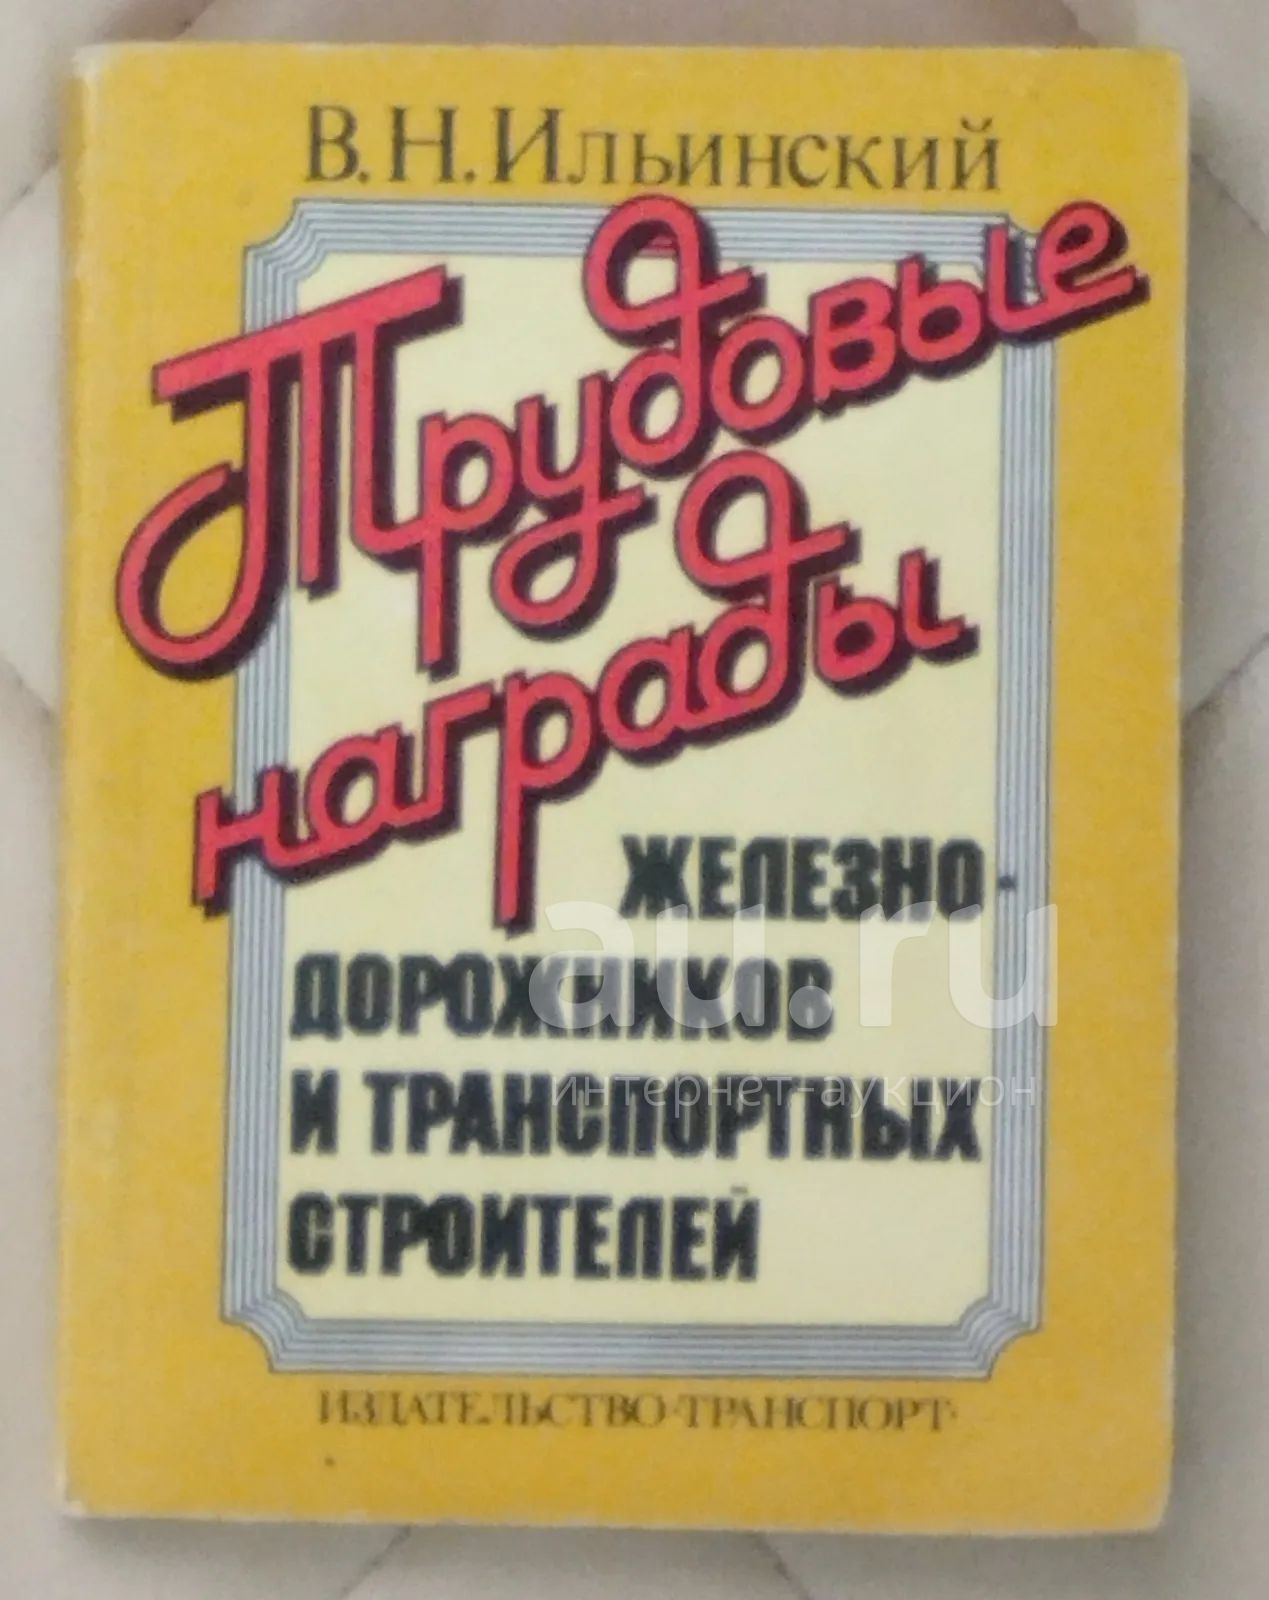 В. Н. Ильинский
Трудовые
награды
ЖЕЛЕЗНО-
ДОРОЖНИКОВ
И ТРАНСПОРТНЫХ
СТРОИТЕЛЕЙ
ИЗДАТЕЛЬСТВО «ТРАНСПОРТ»
au.ru
интернет-аукцион